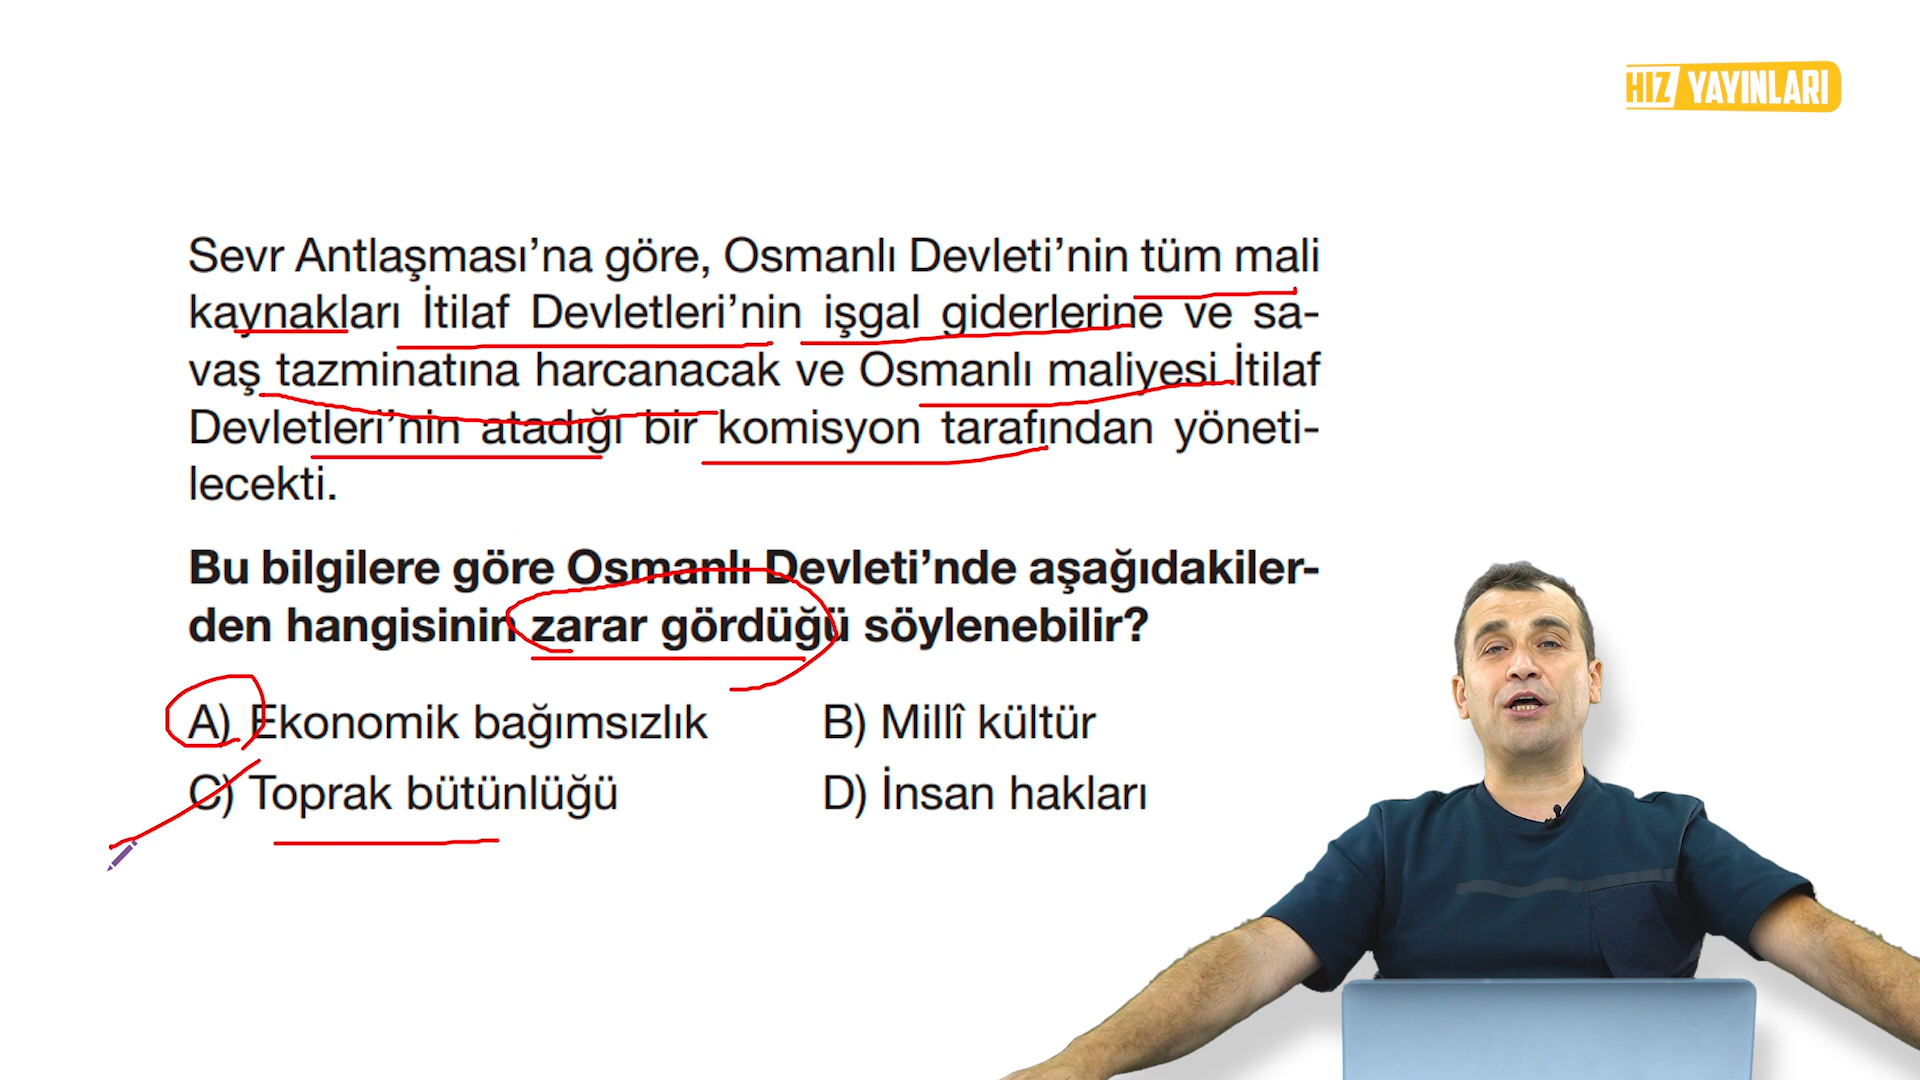 HIZ YAYINLARI
Sevr Antlaşması’na göre, Osmanlı Devleti’nin tüm mali
kaynakları İtilaf Devletleri’nin işgal giderlerine ve sa-
vaş tazminatına harcanacak ve Osmanlı maliyesi İtilaf
Devletleri’nin atadığı bir komisyon tarafından yöneti-
lecekti.
Bu bilgilere göre Osmanlı Devleti’nde aşağıdakiler-
den hangisinin zarar gördüğü söylenebilir?
A) Ekonomik bağımsızlık B) Millî kültür
C) Toprak bütünlüğü D) İnsan hakları